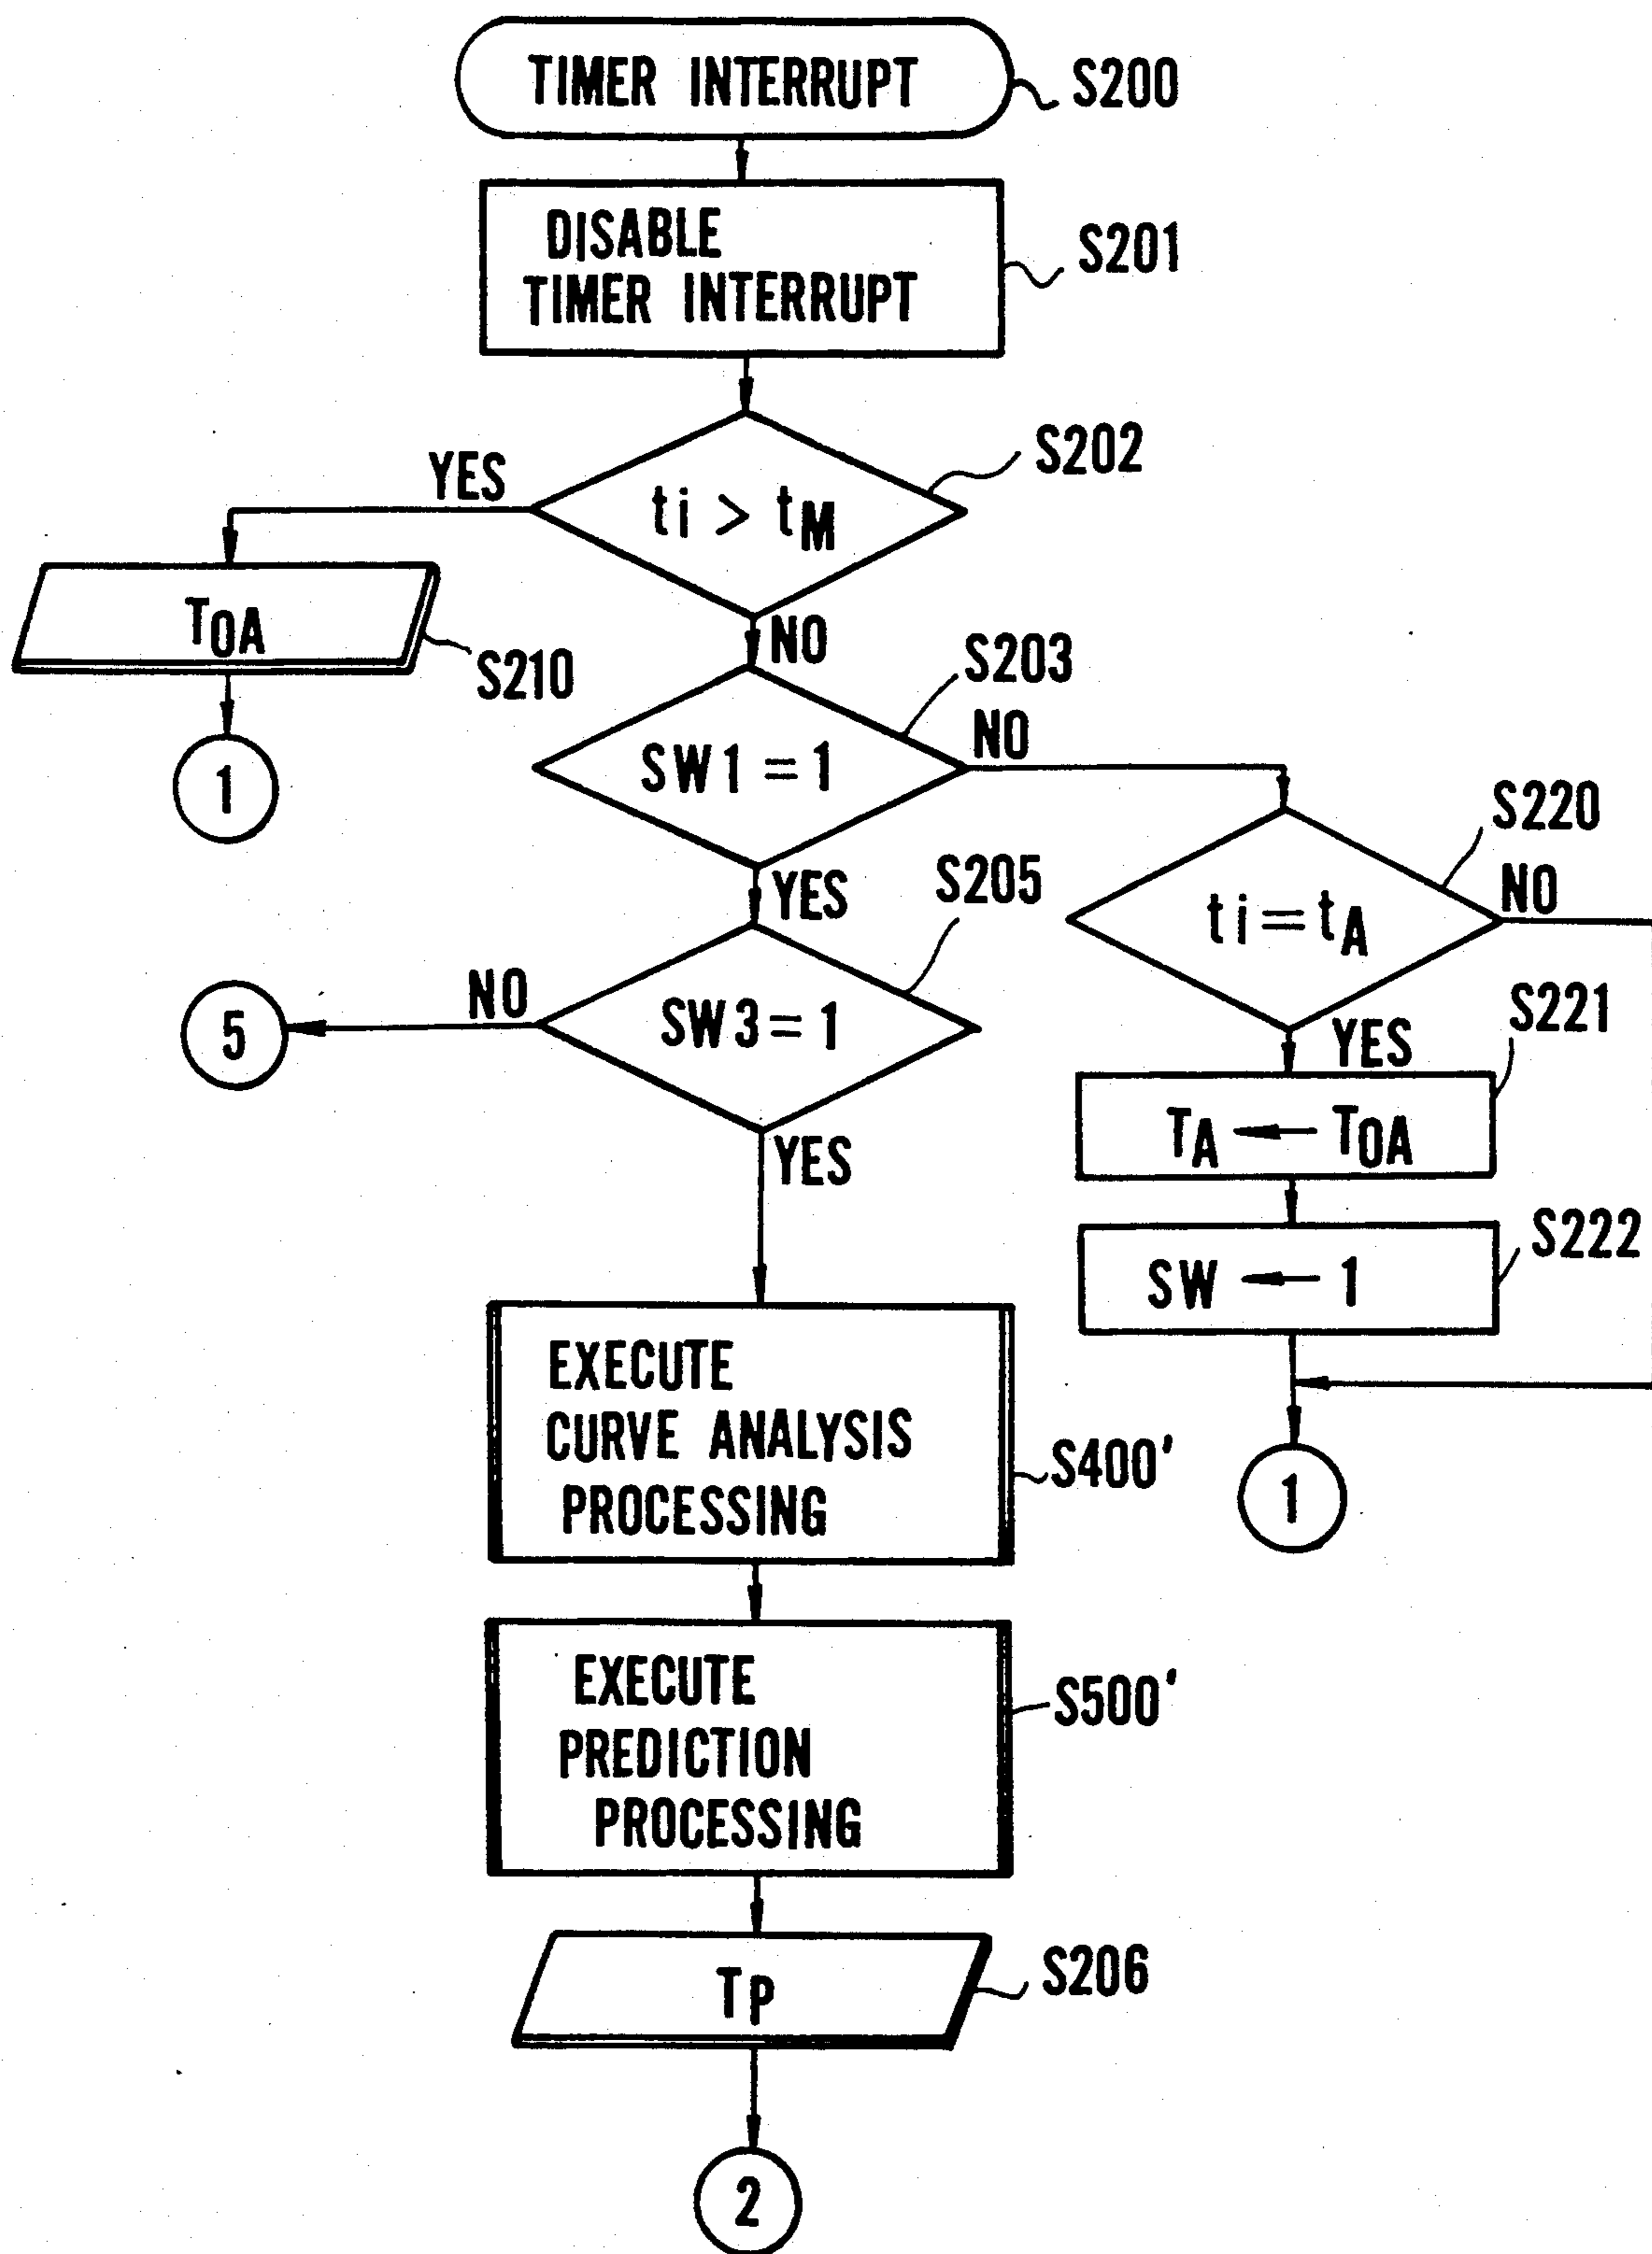 TIMER INTERRUPT
S200
DISABLE
TIMER INTERRUPT
S201
ti > tM
S202
YES
NO
TOA
S210
1
SW1 = 1
S203
NO
YES
ti = tA
S220
NO
YES
SW3 = 1
S205
NO
5
YES
TA ← TOA
S221
SW ← 1
S222
1
EXECUTE
CURVE ANALYSIS
PROCESSING
S400'
EXECUTE
PREDICTION
PROCESSING
S500'
TP
S206
2